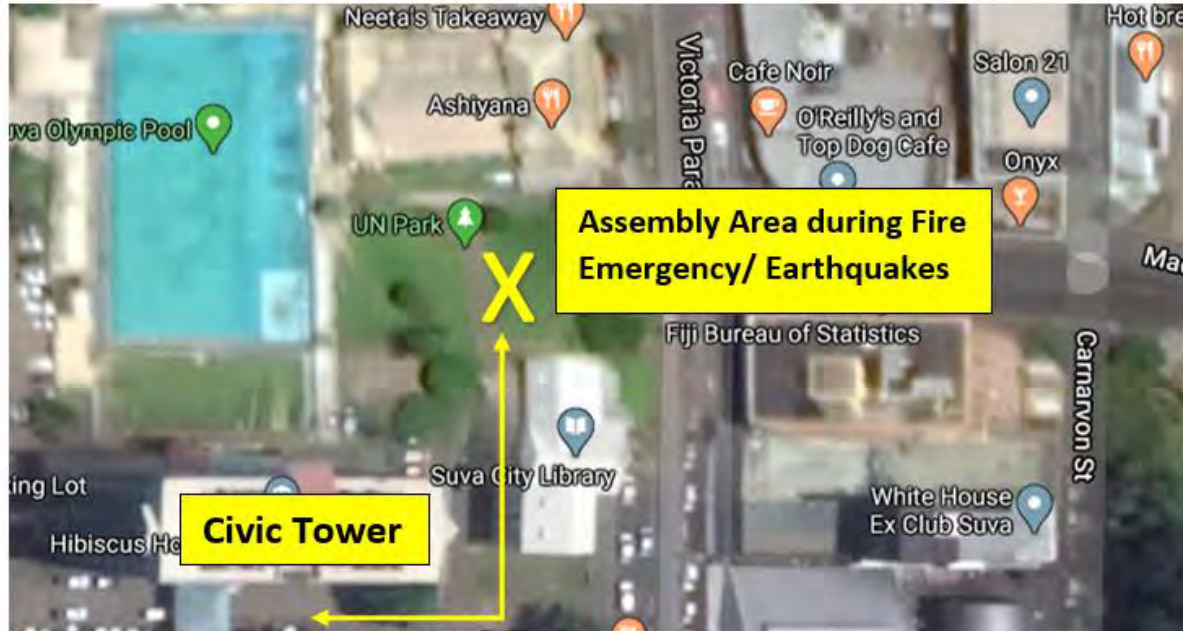 Neeta's Takeaway
Hot bre
Victoria Para
Cafe Noir
Salon 21
Ashiyana
uva Olympic Pool
O'Reilly's and
Top Dog Cafe
Onyx
UN Park
Assembly Area during Fire
Emergency/ Earthquakes
X
Mac
Fiji Bureau of Statistics
Carnarvon St
Suva City Library
king Lot
White House
Ex Club Suva
Civic Tower
Hibiscus Ho